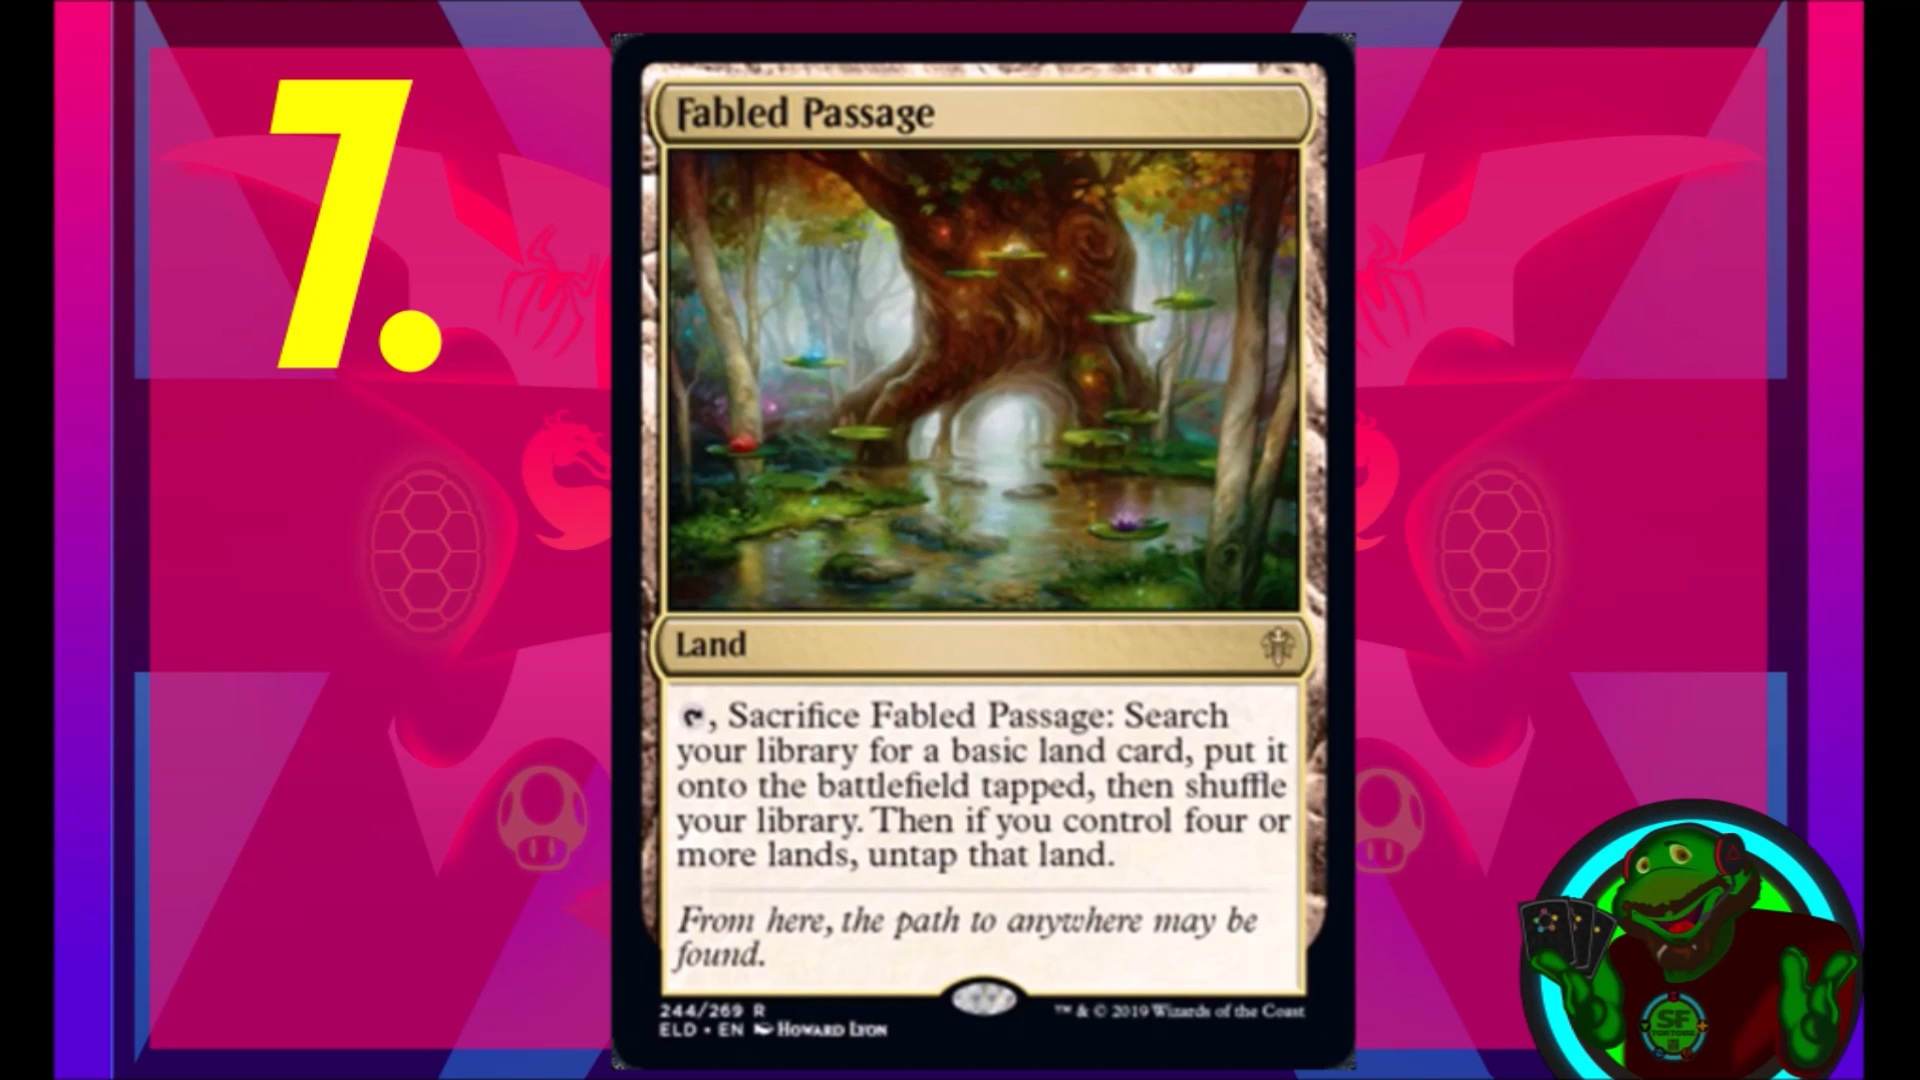 7.
Fabled Passage
Land
, Sacrifice Fabled Passage: Search
your library for a basic land card, put it
onto the battlefield tapped, then shuffle
your library. Then if you control four or
more lands, untap that land.
From here, the path to anywhere may be
found.
244/269 R
ELD • EN Howard Lyon
™ & © 2019 Wizards of the Coast
SF
TORTOISE